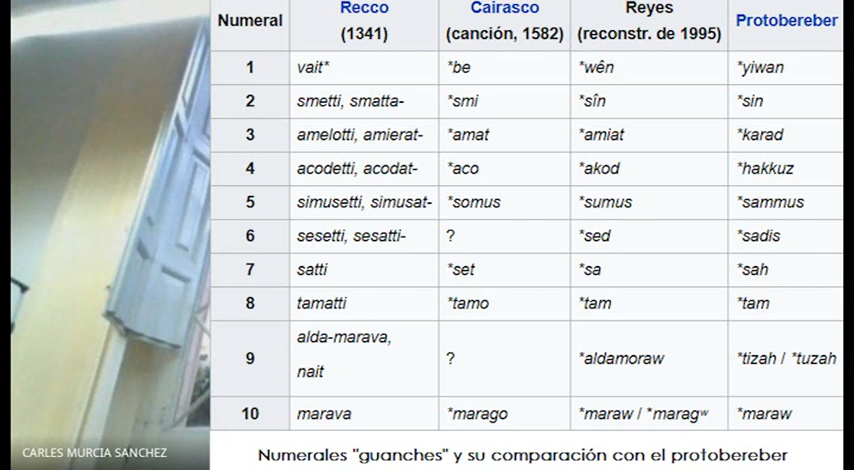 Numeral Recco (1341) Cairasco (canción, 1582) Reyes (reconstr. de 1995) Protobereber
1 vait* *be *wên *yiwan
2 smetti, smatta- *smi *sîn *sin
3 amelotti, amierat- *amat *amiat *karad
4 acodetti, acodat- *aco *akod *hakkuz
5 simusetti, simusat- *somus *sumus *sammus
6 sesetti, sesatti- ? *sed *sadis
7 satti *set *sa *sah
8 tamatti *tamo *tam *tam
9 alda-marava, nait ? *aldamoraw *tizah / *tuzah
10 marava *marago *maraw / *maragʷ *maraw
CARLES MURCIA SANCHEZ
Numerales "guanches" y su comparación con el protobereber